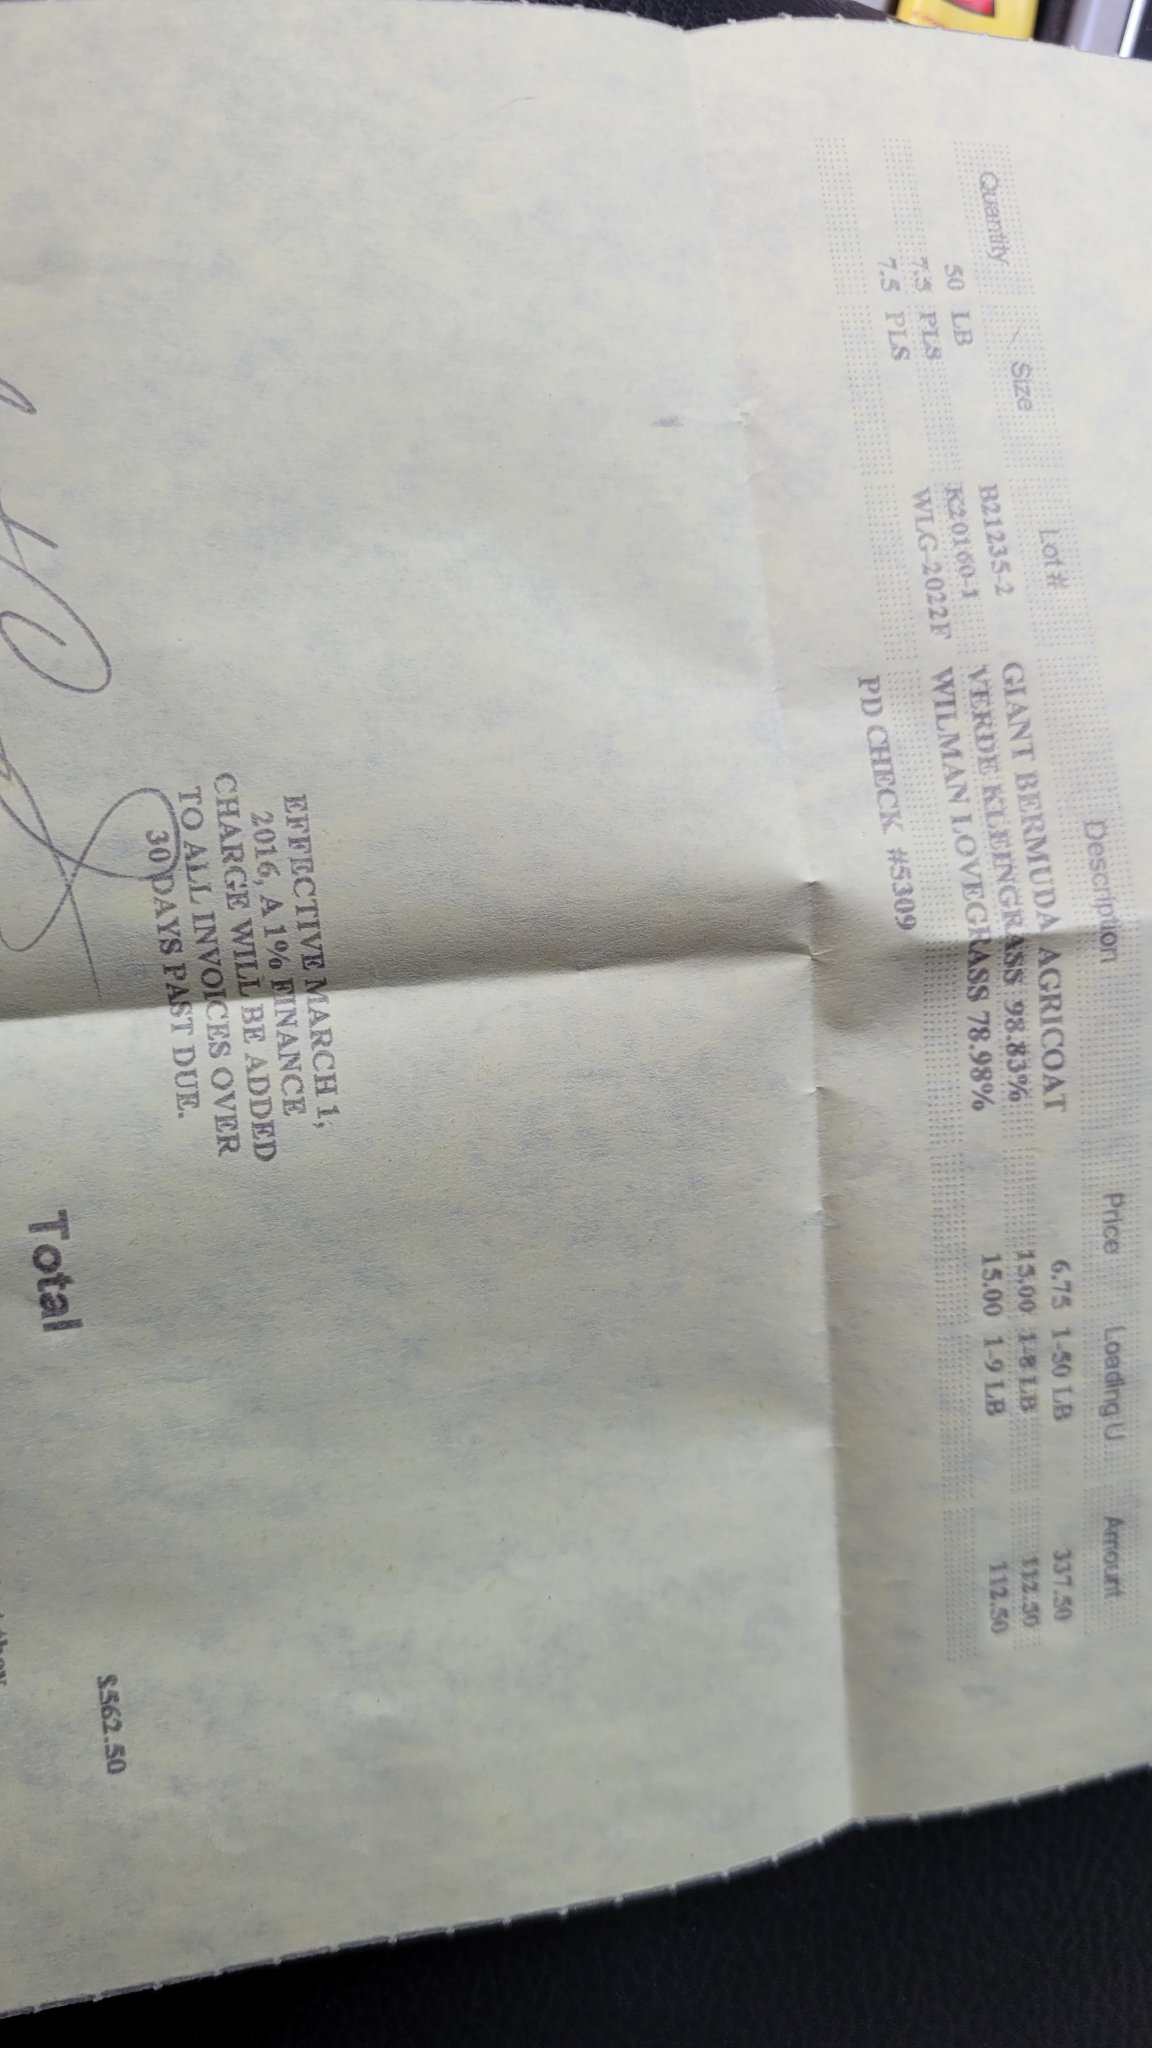 Quantity Size Lot # Description Price Loading U Amount
50 LB B21235-2 GIANT BERMUDA AGRICOAT 6.75 1-50 LB 337.50
7.5 PLS K20160-1 VERDE KLEINGRASS 98.83% 15.00 1-8 LB 112.50
7.5 PLS WLG-2022F WILMAN LOVEGRASS 78.98% 15.00 1-9 LB 112.50
PD CHECK #5309
EFFECTIVE MARCH 1,
2016, A 1% FINANCE
CHARGE WILL BE ADDED
TO ALL INVOICES OVER
30 DAYS PAST DUE.
Total $562.50